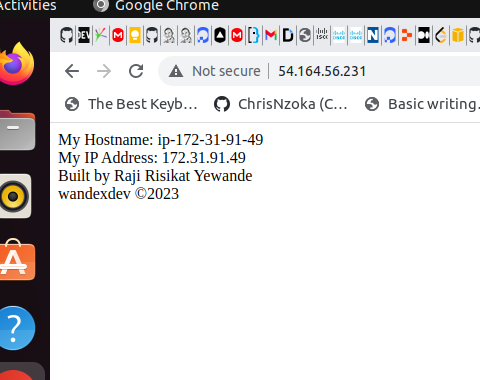 Activities
Google Chrome
Not secure
54.164.56.231
The Best Keyb...
ChrisNzoka (C...
Basic writing...
My Hostname: ip-172-31-91-49
My IP Address: 172.31.91.49
Built by Raji Risikat Yewande
wandexdev ©2023